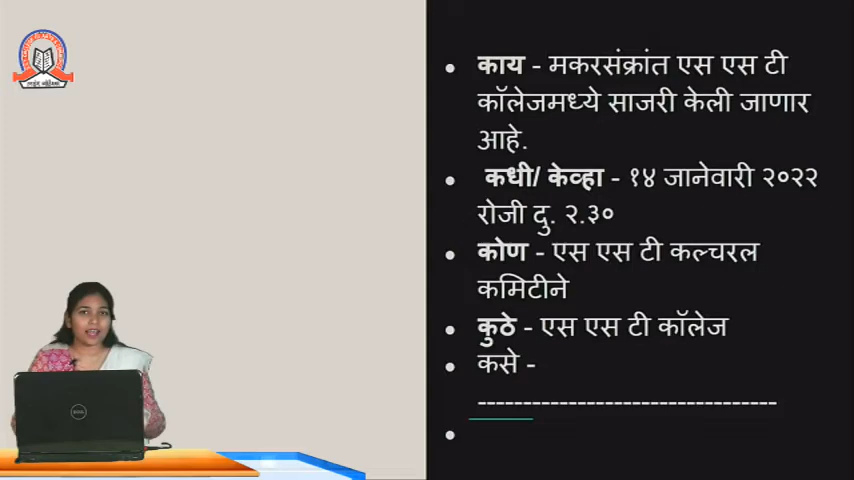 काय - मकरसंक्रांत एस एस टी
कॉलेजमध्ये साजरी केली जाणार
आहे.
कधी/ केव्हा - १४ जानेवारी २०२२
रोजी दु. २.३०
कोण - एस एस टी कल्चरल
कमिटीने
कुठे - एस एस टी कॉलेज
कसे -
---------------------------------
DELL